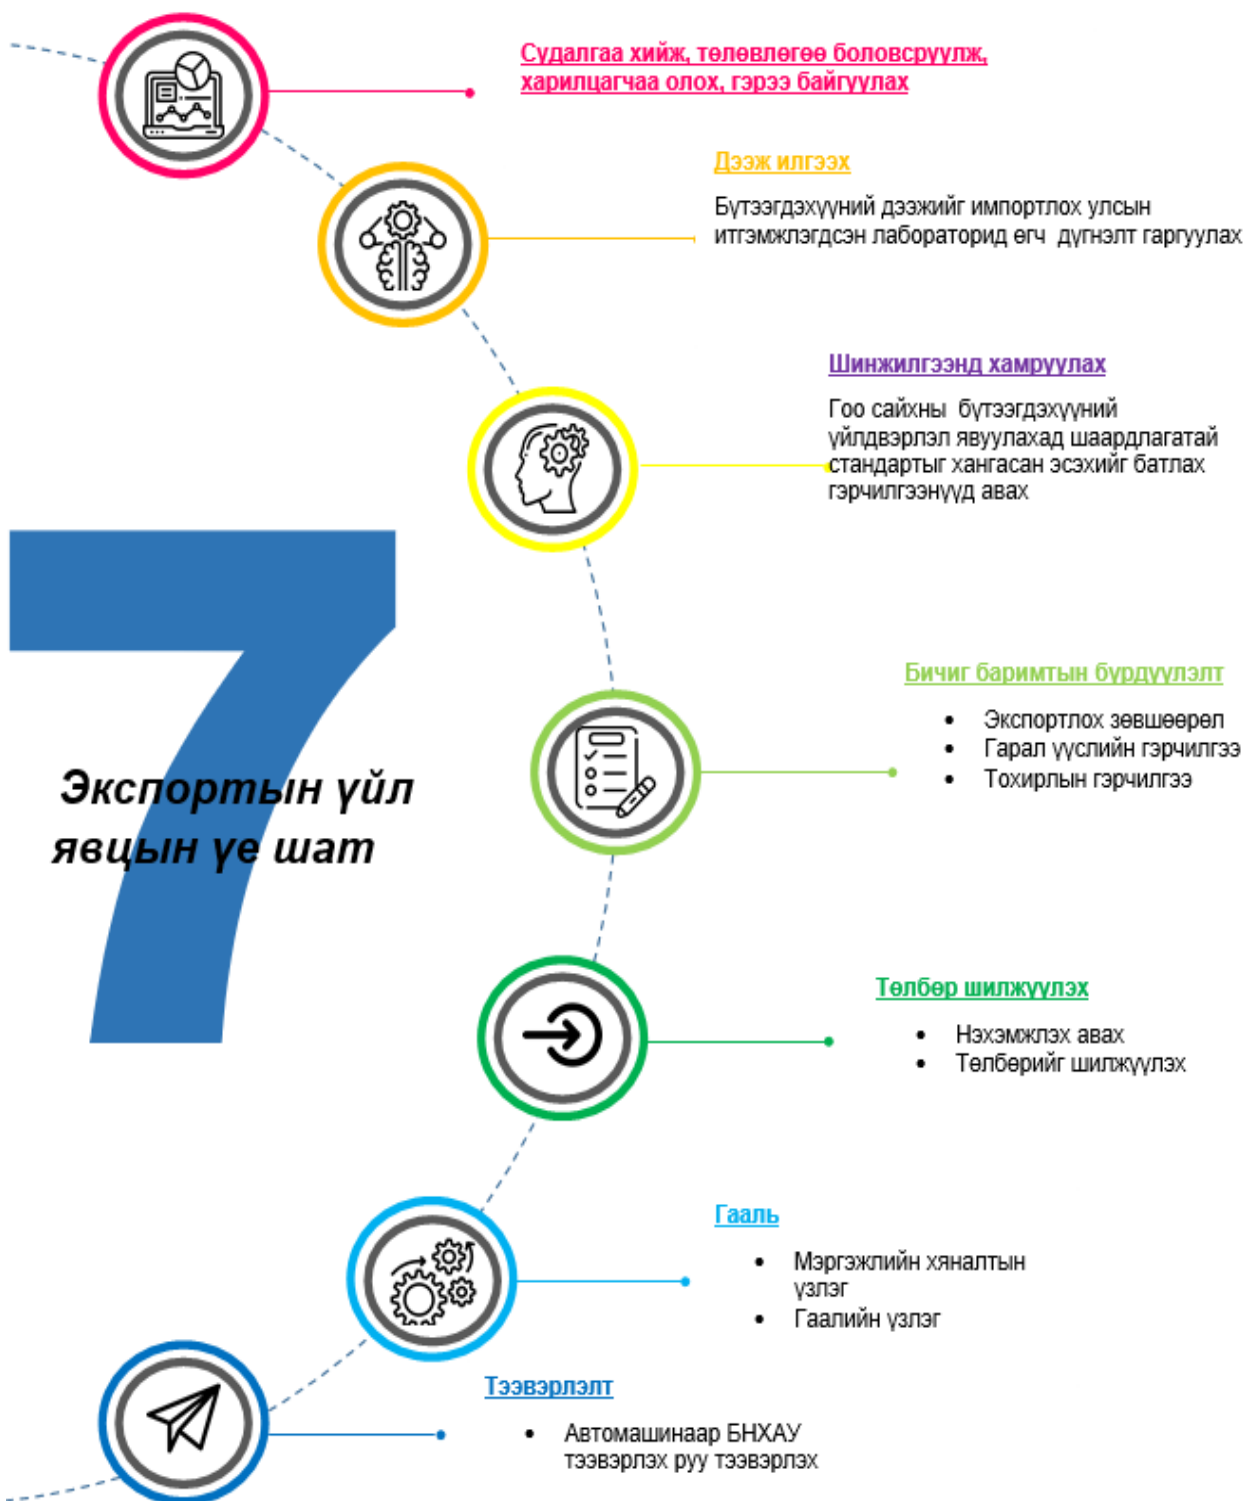 Судалгаа хийж, төлөвлөгөө боловсруулж,
харилцагчаа олох, гэрээ байгуулах
Дээж илгээх
Бүтээгдэхүүний дээжийг импортлох улсын
итгэмжлэгдсэн лабораторид өгч дүгнэлт гаргуулах
Шинжилгээнд хамруулах
Гоо сайхны бүтээгдэхүүний
үйлдвэрлэл явуулахад шаардлагатай
стандартыг хангасан эсэхийг батлах
гэрчилгээнүүд авах
7
Экспортын үйл
явцын үе шат
Бичиг баримтын бүрдүүлэлт
• Экспортлох зөвшөөрөл
• Гарал үүслийн гэрчилгээ
• Тохирлын гэрчилгээ
Төлбөр шилжүүлэх
• Нэхэмжлэх авах
• Төлбөрийг шилжүүлэх
Гааль
• Мэргэжлийн хяналтын
үзлэг
• Гаалийн үзлэг
Тээвэрлэлт
• Автомашинаар БНХАУ
тээвэрлэх руу тээвэрлэх